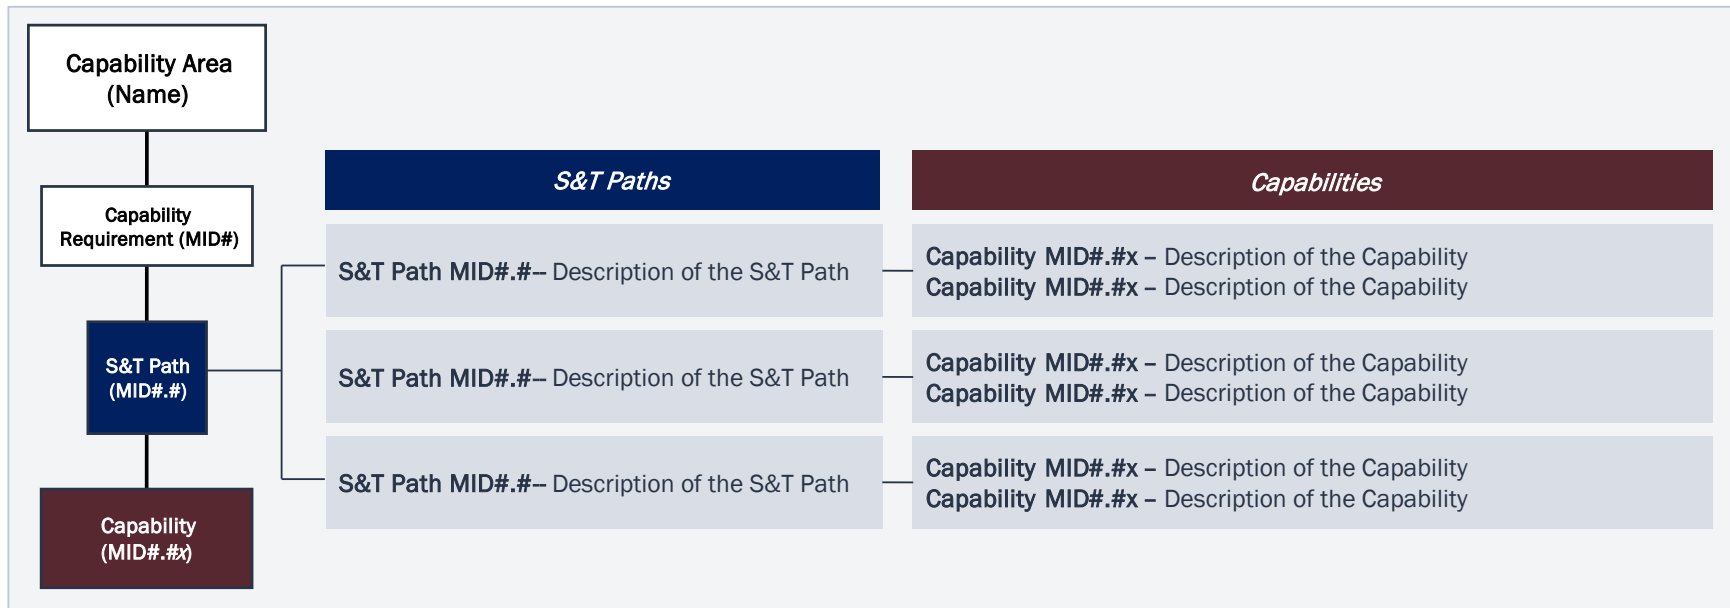 Capability Area
(Name)
Capability
Requirement (MID#)
S&T Path
(MID#.#)
Capability
(MID#.#x)
S&T Paths
Capabilities
S&T Path MID#.#-- Description of the S&T Path
Capability MID#.#x – Description of the Capability
Capability MID#.#x – Description of the Capability
S&T Path MID#.#-- Description of the S&T Path
Capability MID#.#x – Description of the Capability
Capability MID#.#x – Description of the Capability
S&T Path MID#.#-- Description of the S&T Path
Capability MID#.#x – Description of the Capability
Capability MID#.#x – Description of the Capability